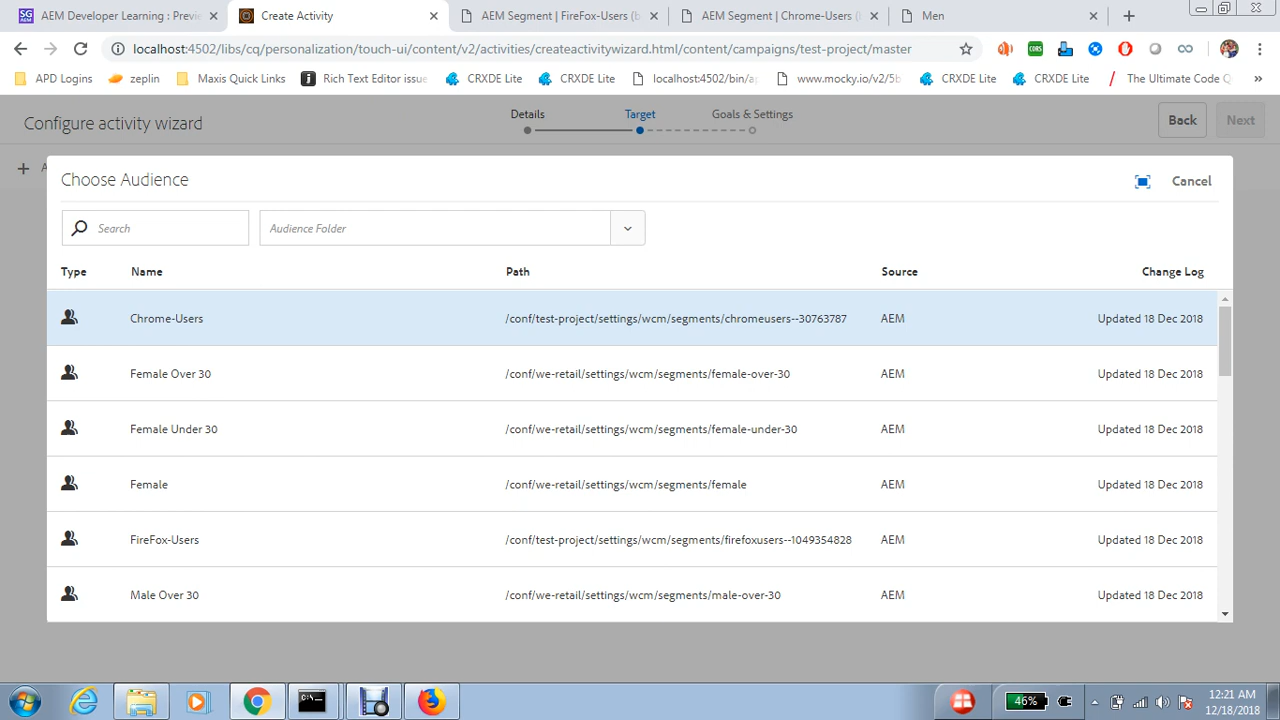 SG AEM AEM Developer Learning : Previe
Create Activity
AEM Segment | FireFox-Users (b
AEM Segment | Chrome-Users (
Menu
localhost:4502/libs/cq/personalization/touch-ui/content/v2/activities/createactivitywizard.html/content/campaigns/test-project/master
CORS
APD Logins
zeplin
Maxis Quick Links
Rich Text Editor issue
CRXDE Lite
CRXDE Lite
localhost:4502/bin/a
www.mocky.io/v2/5b
CRXDE Lite
CRXDE Lite
The Ultimate Code Q
»
Configure activity wizard
Details
Target
Goals & Settings
Back
Next
Choose Audience
Cancel
Search
Audience Folder
Type Name Path Source Change Log
Chrome-Users /conf/test-project/settings/wcm/segments/chromeusers--30763787 AEM Updated 18 Dec 2018
Female Over 30 /conf/we-retail/settings/wcm/segments/female-over-30 AEM Updated 18 Dec 2018
Female Under 30 /conf/we-retail/settings/wcm/segments/female-under-30 AEM Updated 18 Dec 2018
Female /conf/we-retail/settings/wcm/segments/female AEM Updated 18 Dec 2018
FireFox-Users /conf/test-project/settings/wcm/segments/firefoxusers--1049354828 AEM Updated 18 Dec 2018
Male Over 30 /conf/we-retail/settings/wcm/segments/male-over-30 AEM Updated 18 Dec 2018
46%
12:21 AM
12/18/2018